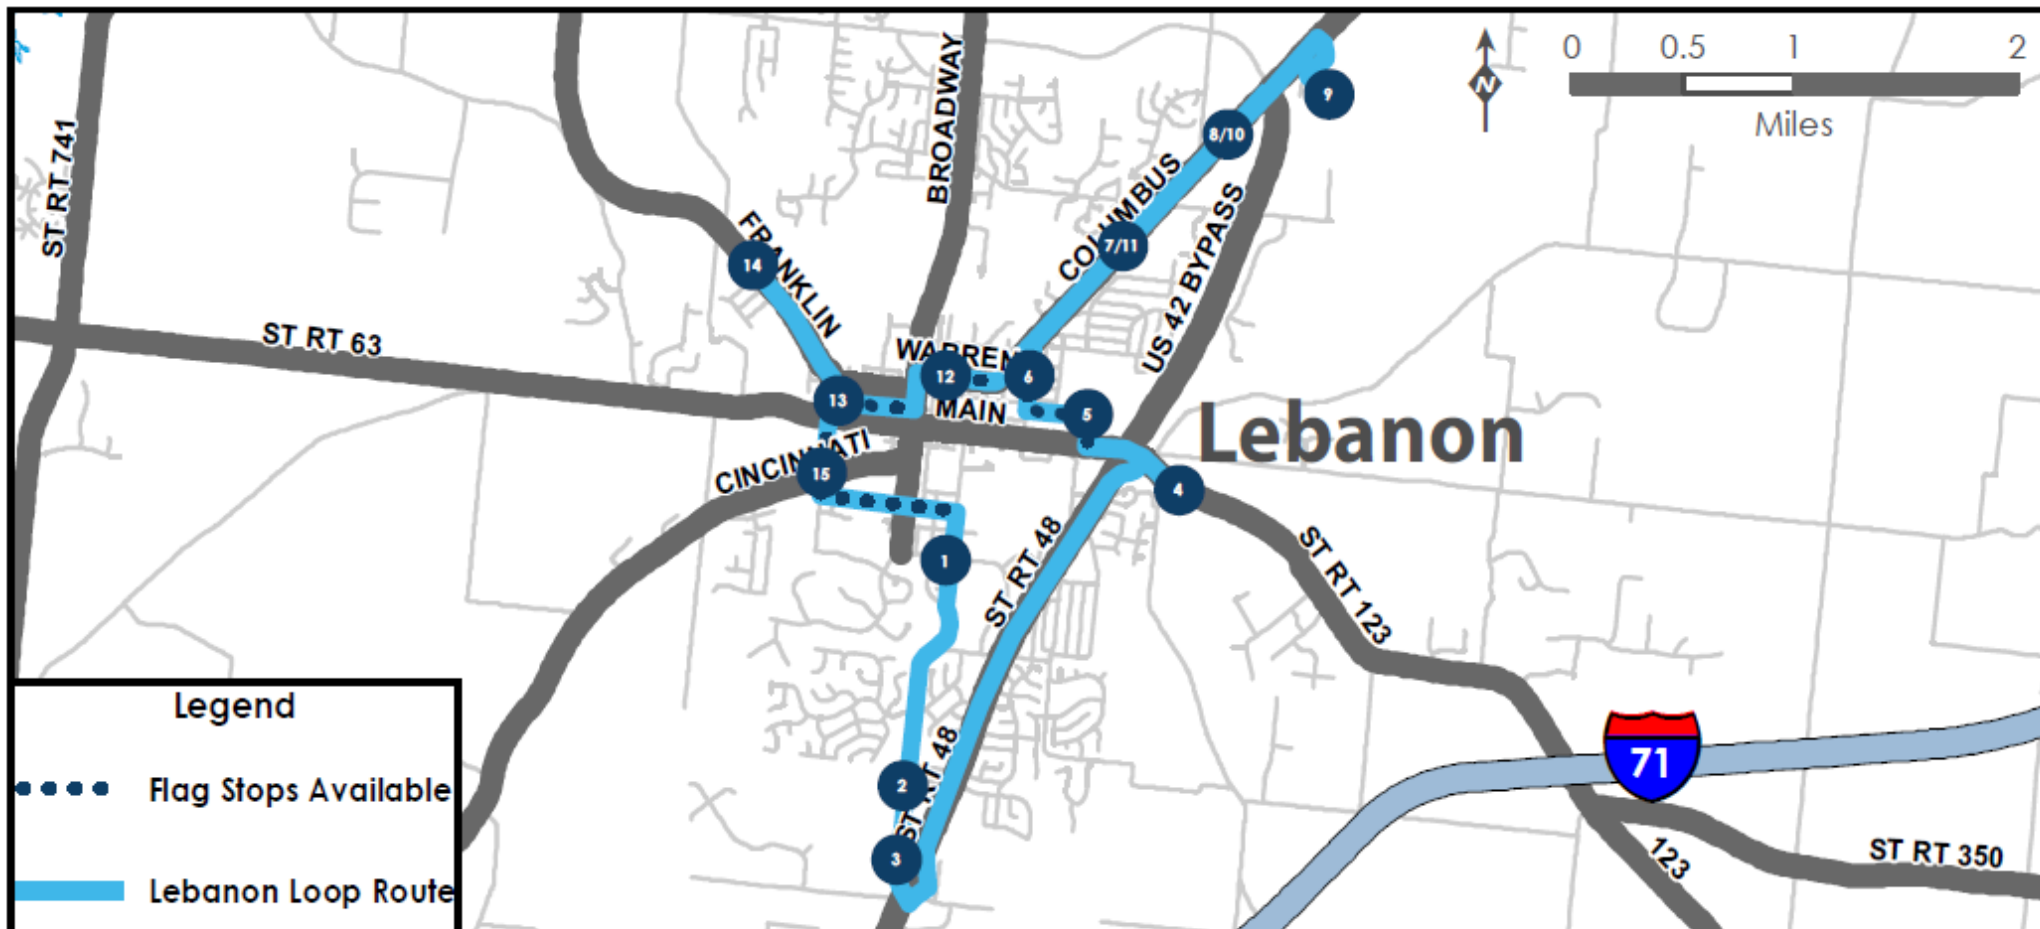 0 0.5 1 2
Miles
N
9
8/10
BROADWAY
ST RT 741
COLUMBUS
US 42 BYPASS
7/11
FRANKLIN
14
ST RT 63
WARREN
12
6
13
MAIN
5
Lebanon
CINCINNATI
15
4
1
ST RT 48
ST RT 123
2
ST RT 48
3
71
123
ST RT 350
Legend
Flag Stops Available
Lebanon Loop Route